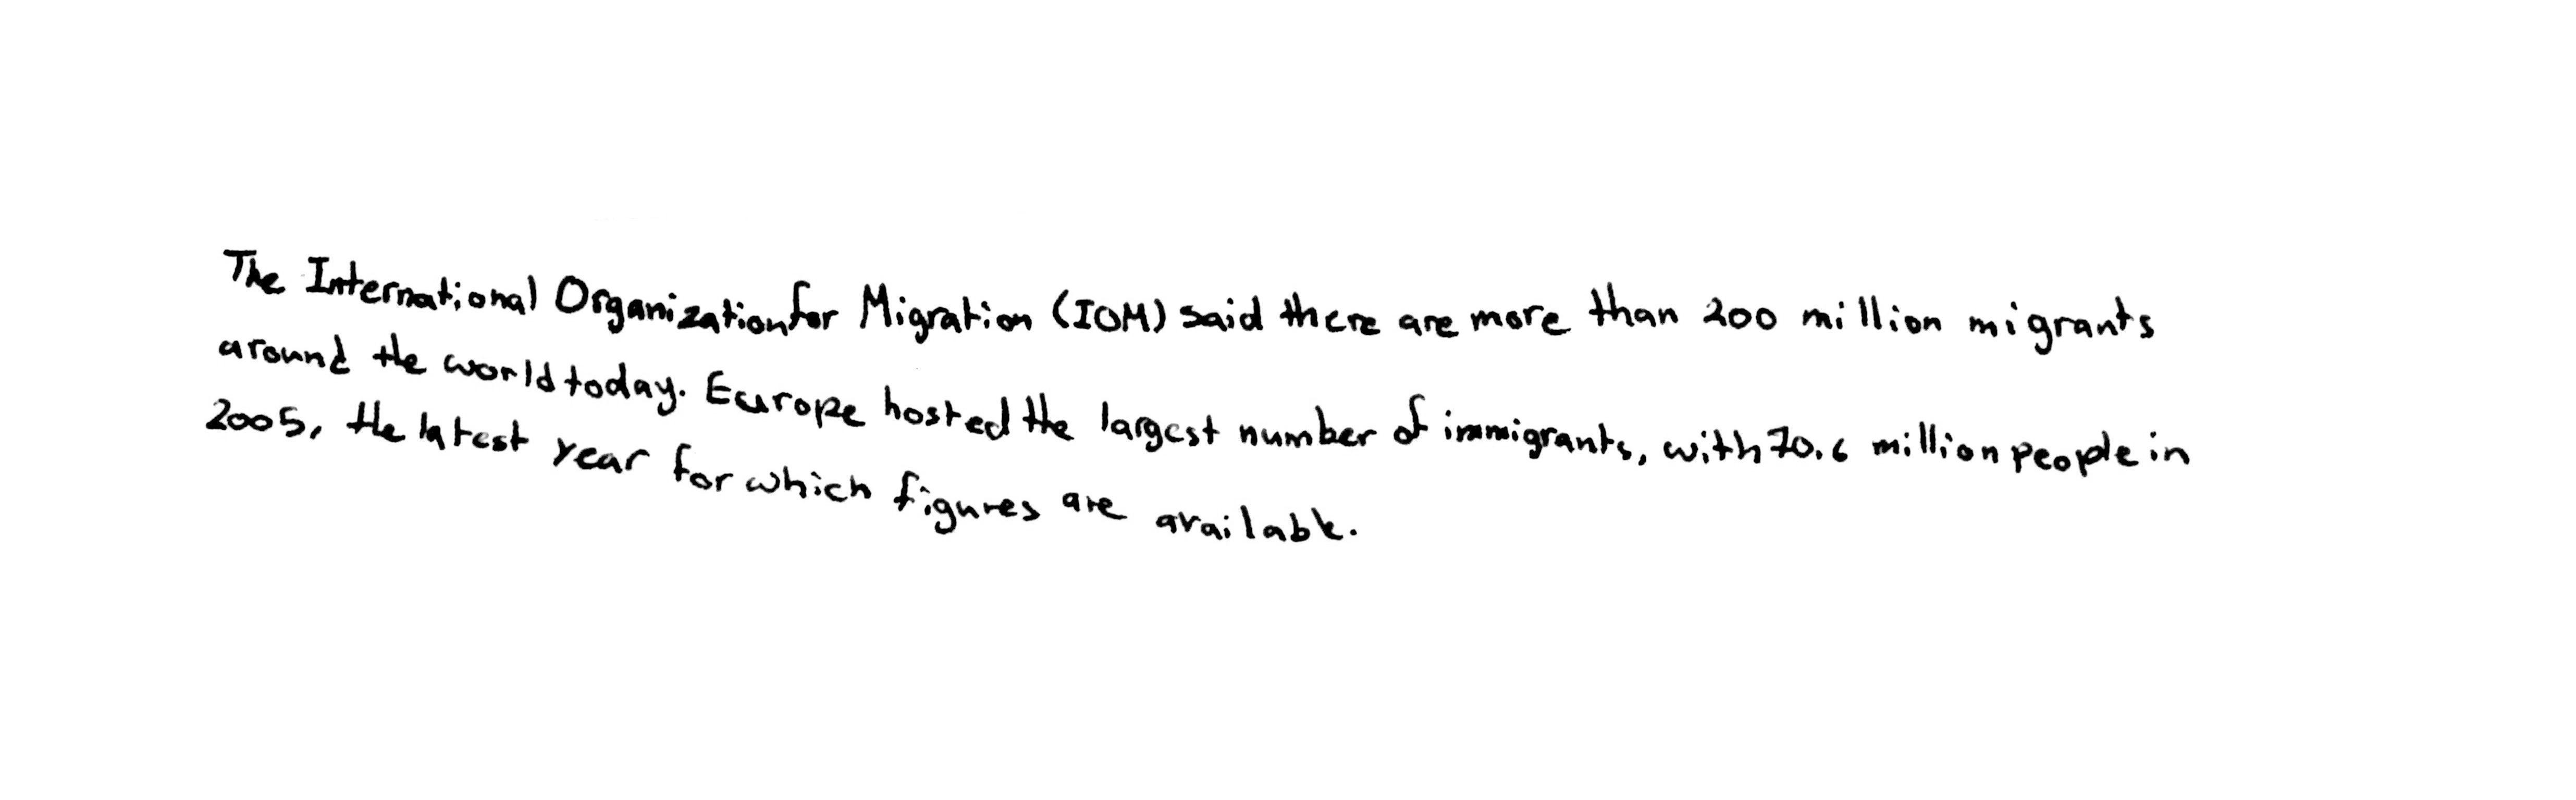 The International Organization for Migration (IOM) said there are more than 200 million migrants
around the world today. Europe hosted the largest number of immigrants, with 70.6 million people in
2005, the latest year for which figures are available.